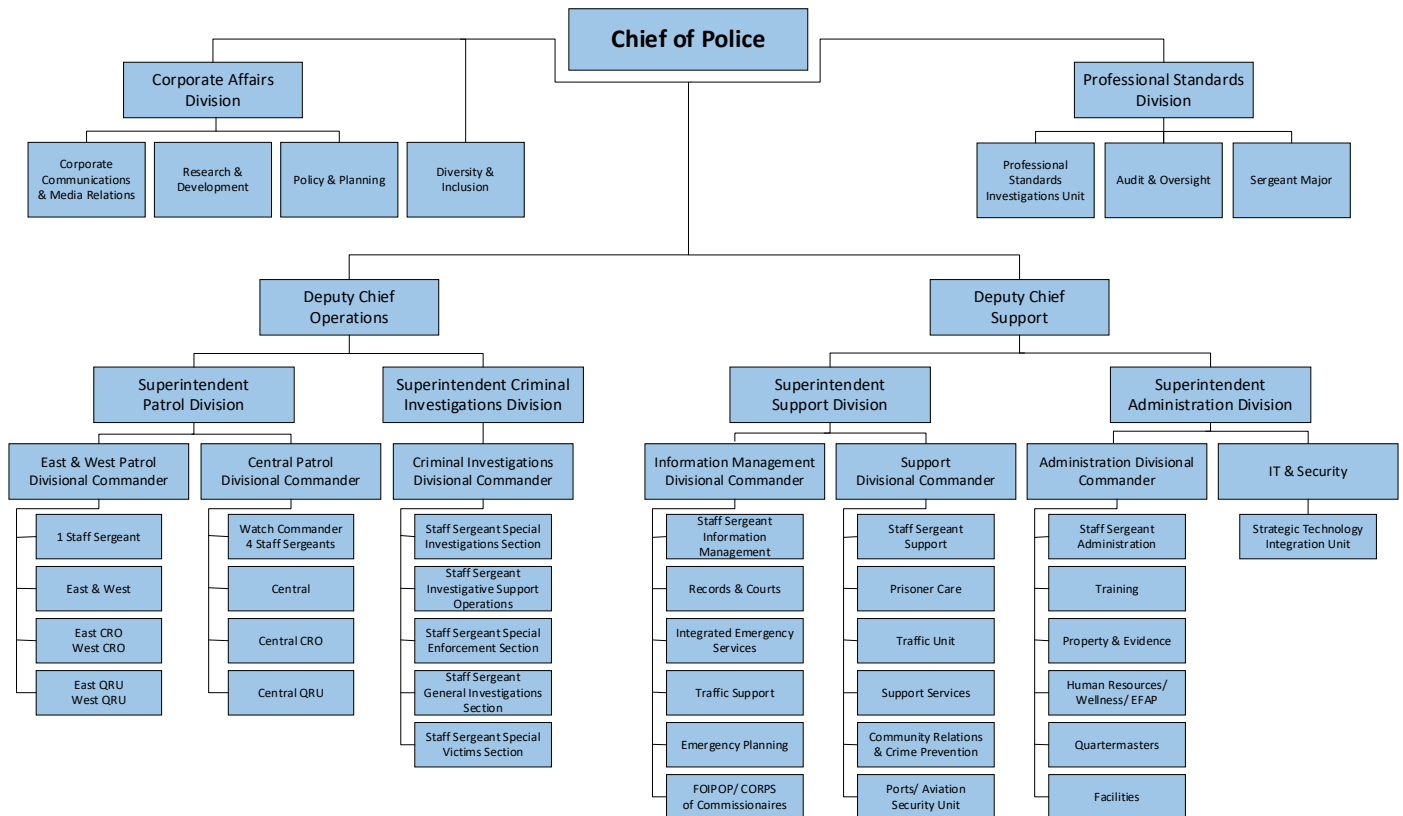 Chief of Police
Corporate Affairs
Division
Professional Standards
Division
Corporate
Communications
& Media Relations
Research &
Development
Policy & Planning
Diversity &
Inclusion
Professional
Standards
Investigations Unit
Audit & Oversight
Sergeant Major
Deputy Chief
Operations
Deputy Chief
Support
Superintendent
Patrol Division
Superintendent Criminal
Investigations Division
Superintendent
Support Division
Superintendent
Administration Division
East & West Patrol
Divisional Commander
Central Patrol
Divisional Commander
Criminal Investigations
Divisional Commander
Information Management
Divisional Commander
Support
Divisional Commander
Administration Divisional
Commander
IT & Security
1 Staff Sergeant
East & West
East CRO
West CRO
East QRU
West QRU
Watch Commander
4 Staff Sergeants
Central
Central CRO
Central QRU
Staff Sergeant Special
Investigations Section
Staff Sergeant
Investigative Support
Operations
Staff Sergeant Special
Enforcement Section
Staff Sergeant
General Investigations
Section
Staff Sergeant Special
Victims Section
Staff Sergeant
Information
Management
Records & Courts
Integrated Emergency
Services
Traffic Support
Emergency Planning
FOIPOP/ CORPS
of Commissionaires
Staff Sergeant
Support
Prisoner Care
Traffic Unit
Support Services
Community Relations
& Crime Prevention
Ports/ Aviation
Security Unit
Staff Sergeant
Administration
Training
Property & Evidence
Human Resources/
Wellness/ EFAP
Quartermasters
Facilities
Strategic Technology
Integration Unit